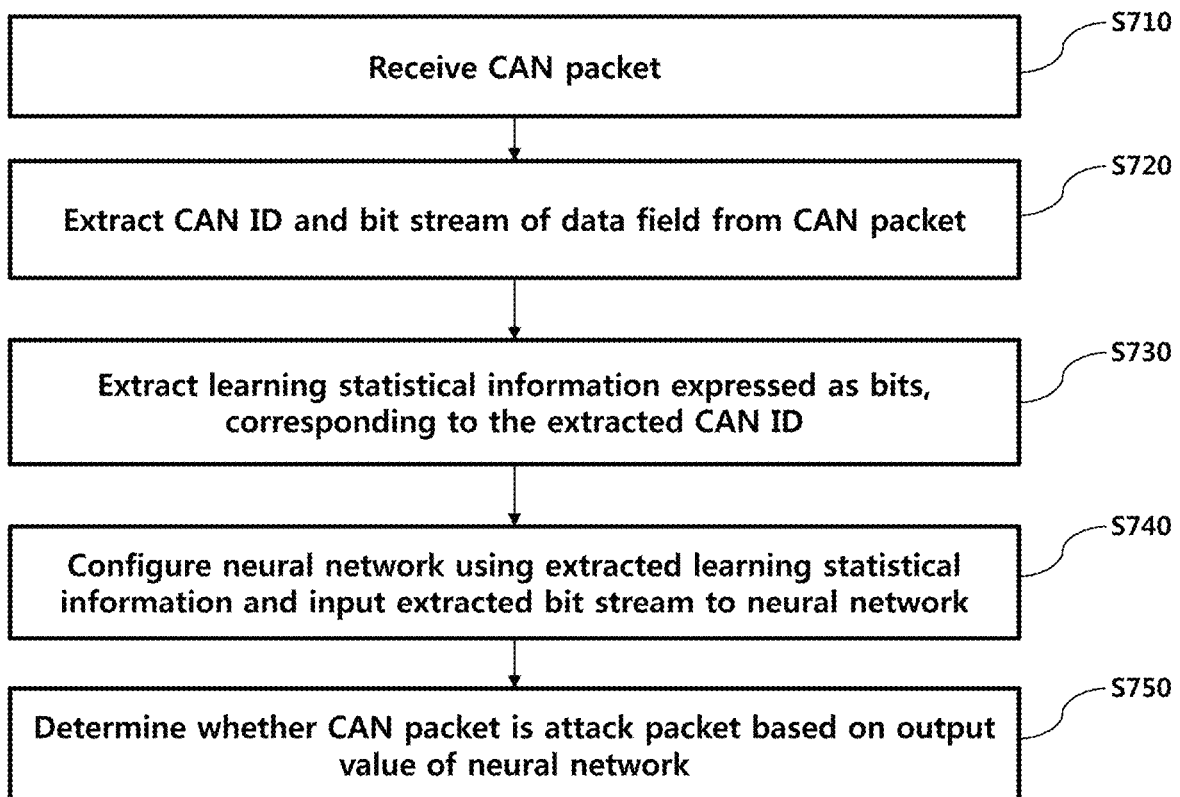 S710
Receive CAN packet
S720
Extract CAN ID and bit stream of data field from CAN packet
S730
Extract learning statistical information expressed as bits,
corresponding to the extracted CAN ID
S740
Configure neural network using extracted learning statistical
information and input extracted bit stream to neural network
S750
Determine whether CAN packet is attack packet based on output
value of neural network